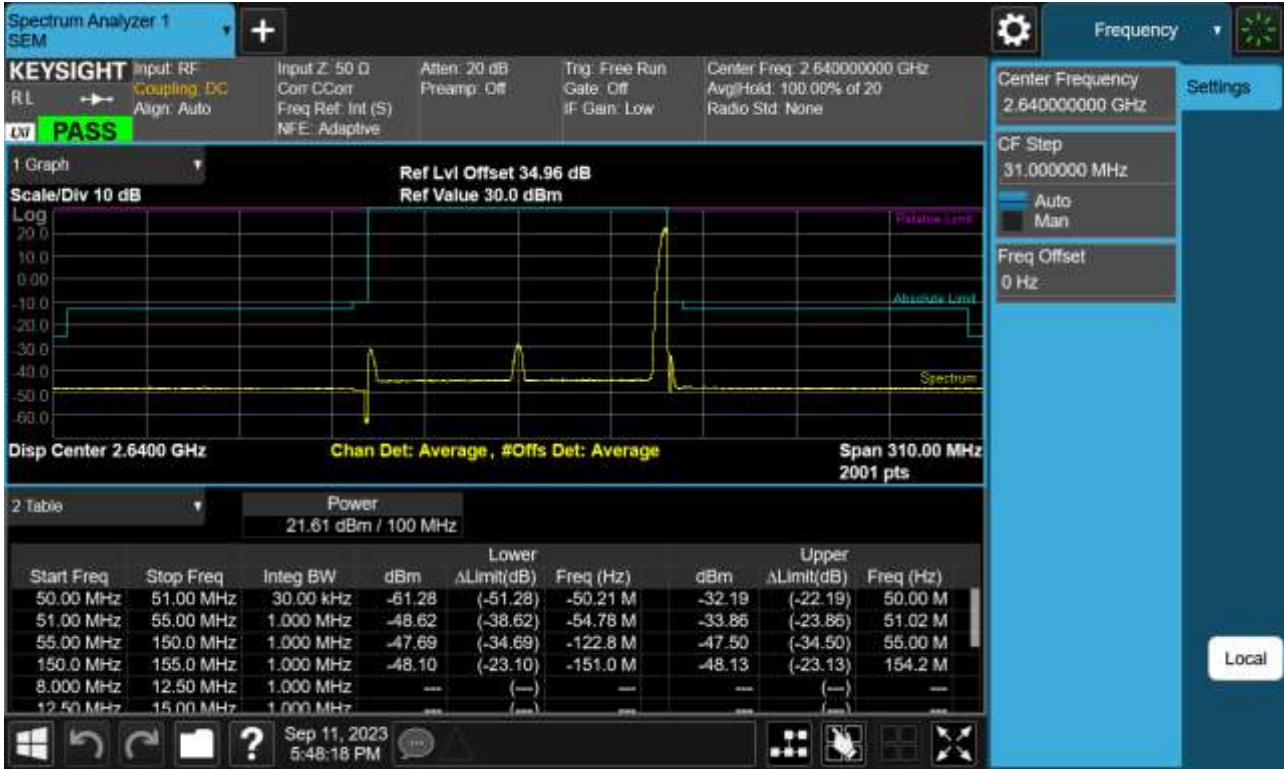 Spectrum Analyzer 1
SEM
+
Frequency
KEYSIGHT
RL
LXI
PASS
Input: RF
Coupling: DC
Align: Auto
Input Z: 50 Ω
Corr CCorr
Freq Ref: Int (S)
NFE: Adaptive
Atten: 20 dB
Preamp: Off
Trig: Free Run
Gate: Off
IF Gain: Low
Center Freq: 2.640000000 GHz
Avg|Hold: 100.00% of 20
Radio Std: None
Center Frequency
2.640000000 GHz
Settings
CF Step
31.000000 MHz
Auto
Man
Freq Offset
0 Hz
1 Graph
Scale/Div 10 dB
Ref Lvl Offset 34.96 dB
Ref Value 30.0 dBm
Log
20.0
10.0
0.00
-10.0
-20.0
-30.0
-40.0
-50.0
-60.0
Relative Limit
Absolute Limit
Spectrum
Disp Center 2.6400 GHz
Chan Det: Average, #Offs Det: Average
Span 310.00 MHz
2001 pts
2 Table
Power
21.61 dBm / 100 MHz
Lower Upper
Start Freq Stop Freq Integ BW dBm ΔLimit(dB) Freq (Hz) dBm ΔLimit(dB) Freq (Hz)
50.00 MHz 51.00 MHz 30.00 kHz -61.28 (-51.28) -50.21 M -32.19 (-22.19) 50.00 M
51.00 MHz 55.00 MHz 1.000 MHz -48.62 (-38.62) -54.78 M -33.86 (-23.86) 51.02 M
55.00 MHz 150.0 MHz 1.000 MHz -47.69 (-34.69) -122.8 M -47.50 (-34.50) 55.00 M
150.0 MHz 155.0 MHz 1.000 MHz -48.10 (-23.10) -151.0 M -48.13 (-23.13) 154.2 M
8.000 MHz 12.50 MHz 1.000 MHz --- (---) --- --- (---) ---
12.50 MHz 15.00 MHz 1.000 MHz --- (---) --- --- (---) ---
Local
?
Sep 11, 2023
5:48:18 PM